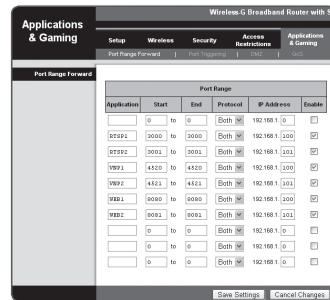 Wireless-G Broadband Router with S
Applications
& Gaming
Setup Wireless Security Access Restrictions Applications & Gaming
Port Range Forward | Port Triggering | DMZ | QoS
Port Range Forward
Port Range
Application Start End Protocol IP Address Enable
0 to 0 Both 192.168.1. 0
RTSP1 3000 to 3000 Both 192.168.1. 100
RTSP2 3001 to 3001 Both 192.168.1. 101
VNP1 4520 to 4520 Both 192.168.1. 100
VNP2 4521 to 4521 Both 192.168.1. 101
WEB1 8080 to 8080 Both 192.168.1. 100
WEB2 8081 to 8081 Both 192.168.1. 101
0 to 0 Both 192.168.1. 0
0 to 0 Both 192.168.1. 0
0 to 0 Both 192.168.1. 0
Save Settings Cancel Changes